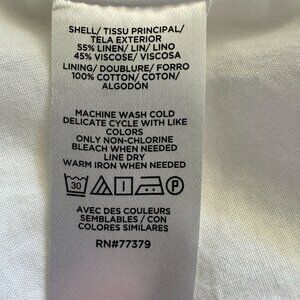 SHELL/ TISSU PRINCIPAL/
TELA EXTERIOR
55% LINEN/ LIN/ LINO
45% VISCOSE/ VISCOSA
LINING/ DOUBLURE/ FORRO
100% COTTON/ COTON/
ALGODÓN
MACHINE WASH COLD
DELICATE CYCLE WITH LIKE
COLORS
ONLY NON-CHLORINE
BLEACH WHEN NEEDED
LINE DRY
WARM IRON WHEN NEEDED
30 P
AVEC DES COULEURS
SEMBLABLES / CON
COLORES SIMILARES
RN#77379